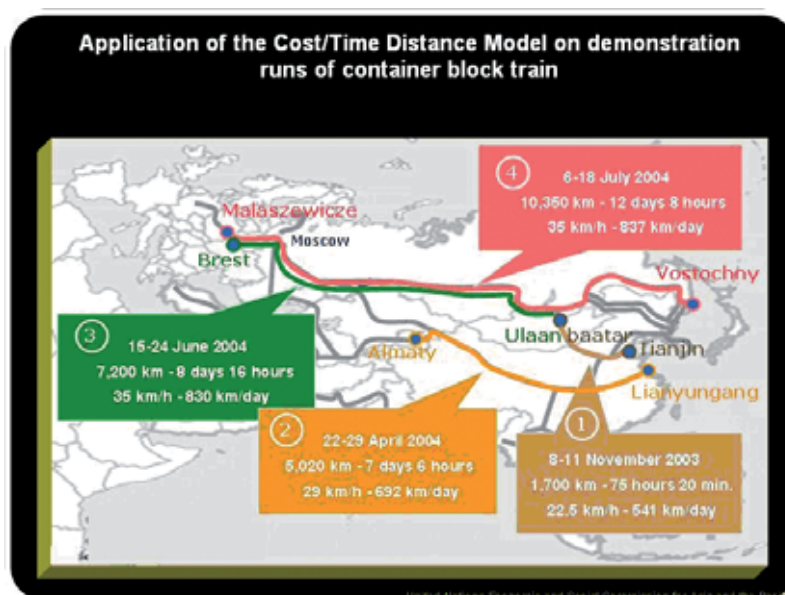 Application of the Cost/Time Distance Model on demonstration
runs of container block train
4
6-18 July 2004
10,350 km - 12 days 8 hours
35 km/h - 837 km/day
Malaszewicze
Moscow
Brest
Vostochny
3
15-24 June 2004
7,200 km - 8 days 16 hours
35 km/h - 830 km/day
Ulaan baatar
Almaty
Tianjin
Lianyungang
2
22-29 April 2004
5,020 km - 7 days 6 hours
29 km/h - 692 km/day
1
8-11 November 2003
1,700 km - 75 hours 20 min.
22.5 km/h - 541 km/day